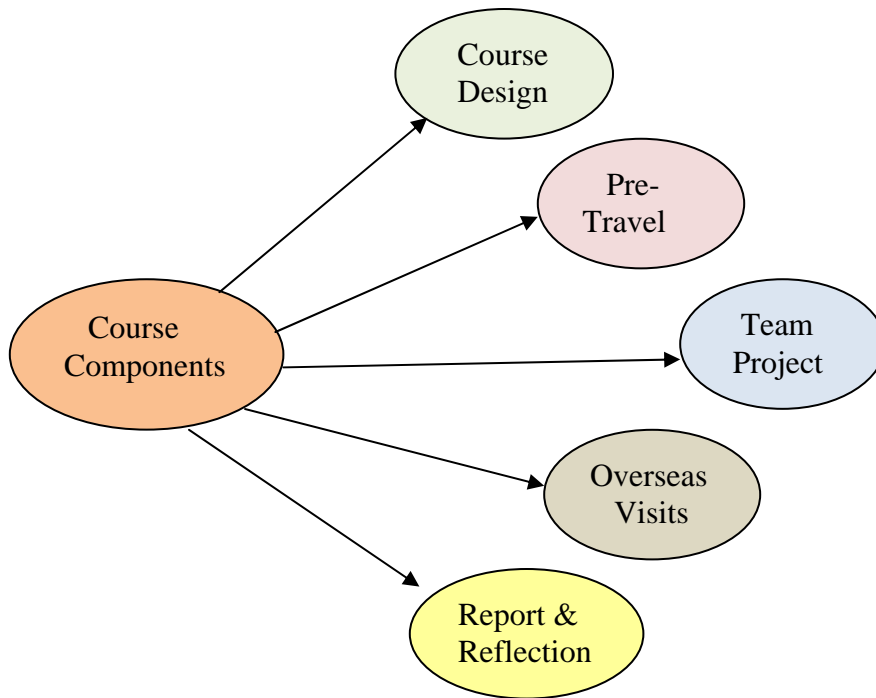 Course
Design
Pre-
Travel
Course
Components
Team
Project
Overseas
Visits
Report &
Reflection